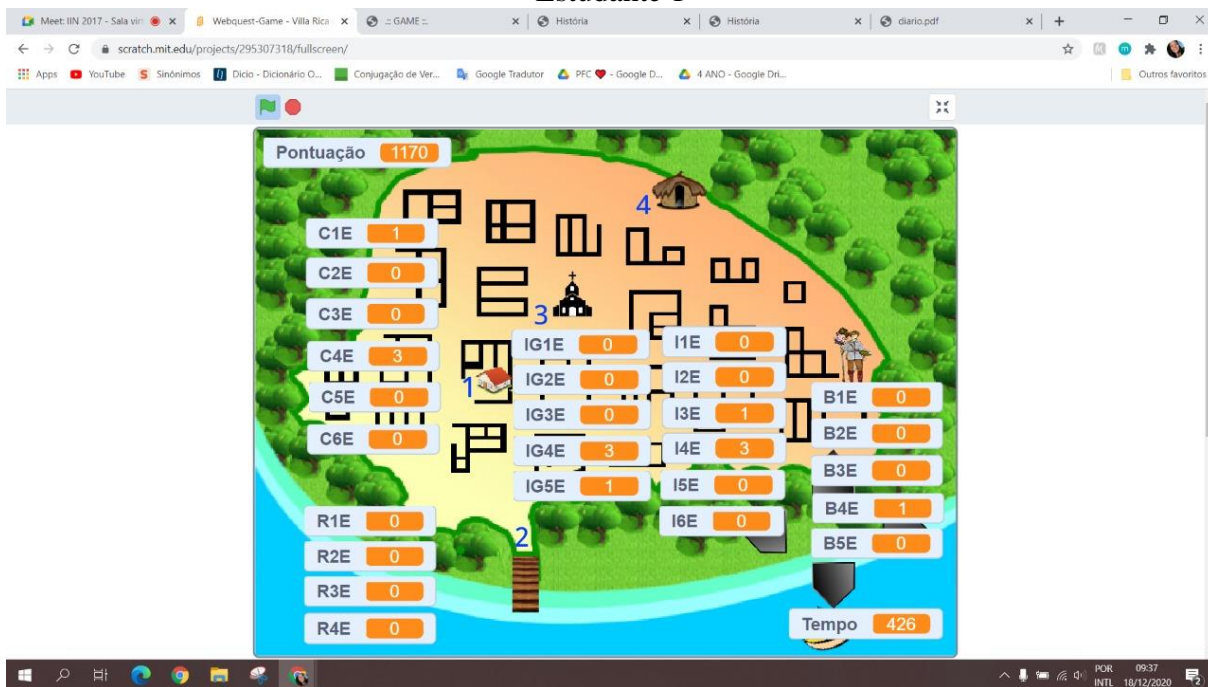 Meet: IIN 2017 - Sala vir
Webquest-Game - Villa Rica
.:: GAME ::.
História
História
diario.pdf
scratch.mit.edu/projects/295307318/fullscreen/
Apps
YouTube
Sinônimos
Dicio - Dicionário O...
Conjugação de Ver...
Google Tradutor
PFC ❤ - Google D...
4 ANO - Google Dri...
Outros favoritos
Pontuação 1170
4
C1E 1
C2E 0
C3E 0
3
IG1E 0
I1E 0
C4E 3
IG2E 0
I2E 0
1
C5E 0
B1E 0
IG3E 0
I3E 1
C6E 0
B2E 0
IG4E 3
I4E 3
B3E 0
IG5E 1
I5E 0
B4E 1
R1E 0
I6E 0
2
B5E 0
R2E 0
R3E 0
R4E 0
Tempo 426
POR
INTL
09:37
18/12/2020
2